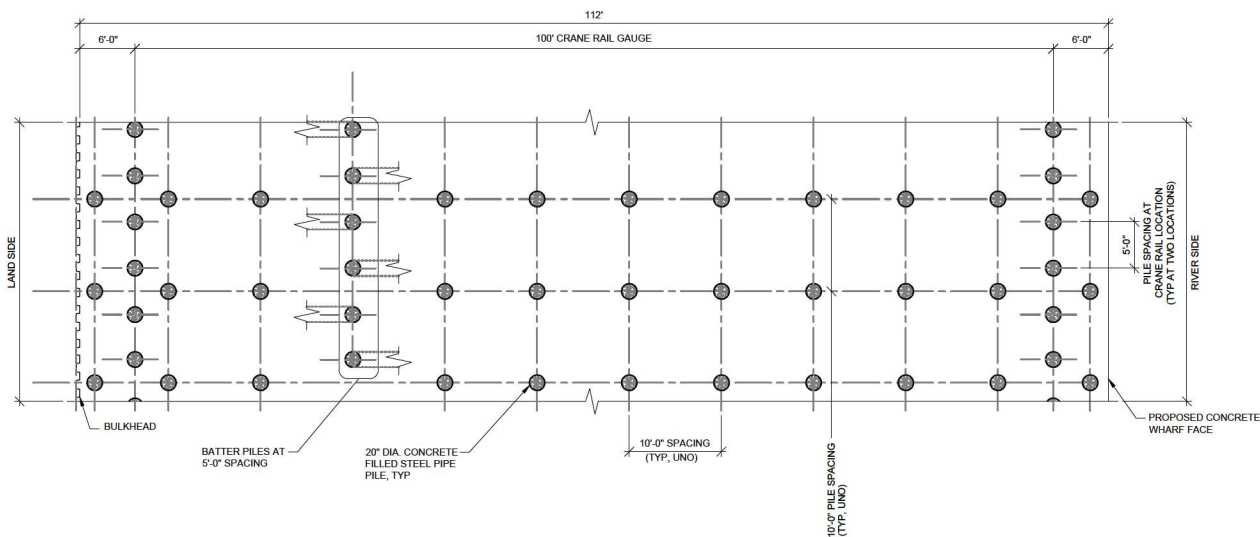 112'
6'-0"
100' CRANE RAIL GAUGE
6'-0"
LAND SIDE
5'-0"
PILE SPACING AT
CRANE RAIL LOCATION
(TYP AT TWO LOCATIONS)
RIVER SIDE
BULKHEAD
BATTER PILES AT
5'-0" SPACING
20" DIA. CONCRETE
FILLED STEEL PIPE
PILE, TYP
10'-0" SPACING
(TYP, UNO)
10'-0" PILE SPACING
(TYP, UNO)
PROPOSED CONCRETE
WHARF FACE